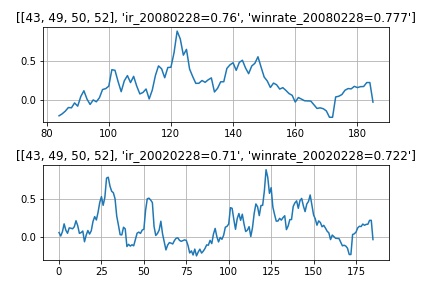 [[43, 49, 50, 52], 'ir_20080228=0.76', 'winrate_20080228=0.777']
0.5
0.0
80 100 120 140 160 180
[[43, 49, 50, 52], 'ir_20020228=0.71', 'winrate_20020228=0.722']
0.5
0.0
0 25 50 75 100 125 150 175